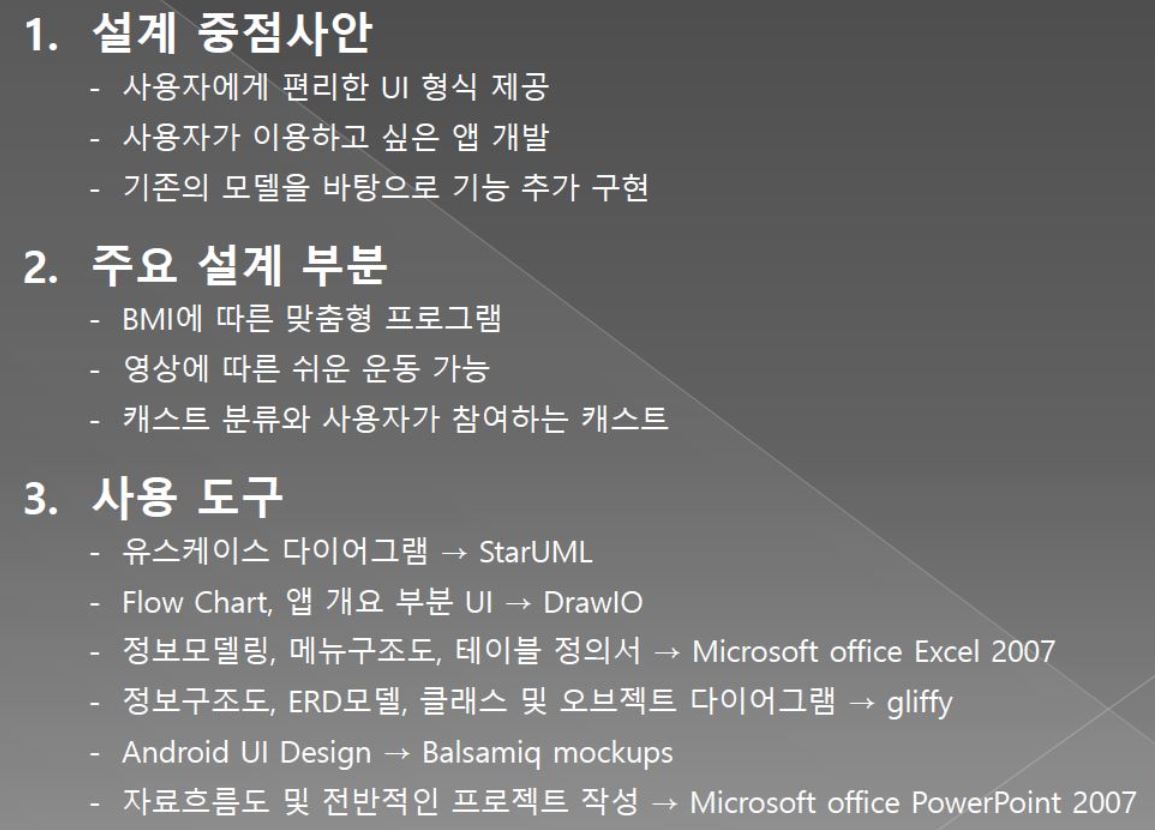 1. 설계 중점사안
- 사용자에게 편리한 UI 형식 제공
- 사용자가 이용하고 싶은 앱 개발
- 기존의 모델을 바탕으로 기능 추가 구현
2. 주요 설계 부분
- BMI에 따른 맞춤형 프로그램
- 영상에 따른 쉬운 운동 가능
- 캐스트 분류와 사용자가 참여하는 캐스트
3. 사용 도구
- 유스케이스 다이어그램 → StarUML
- Flow Chart, 앱 개요 부분 UI → DrawIO
- 정보모델링, 메뉴구조도, 테이블 정의서 → Microsoft office Excel 2007
- 정보구조도, ERD모델, 클래스 및 오브젝트 다이어그램 → gliffy
- Android UI Design → Balsamiq mockups
- 자료흐름도 및 전반적인 프로젝트 작성 → Microsoft office PowerPoint 2007